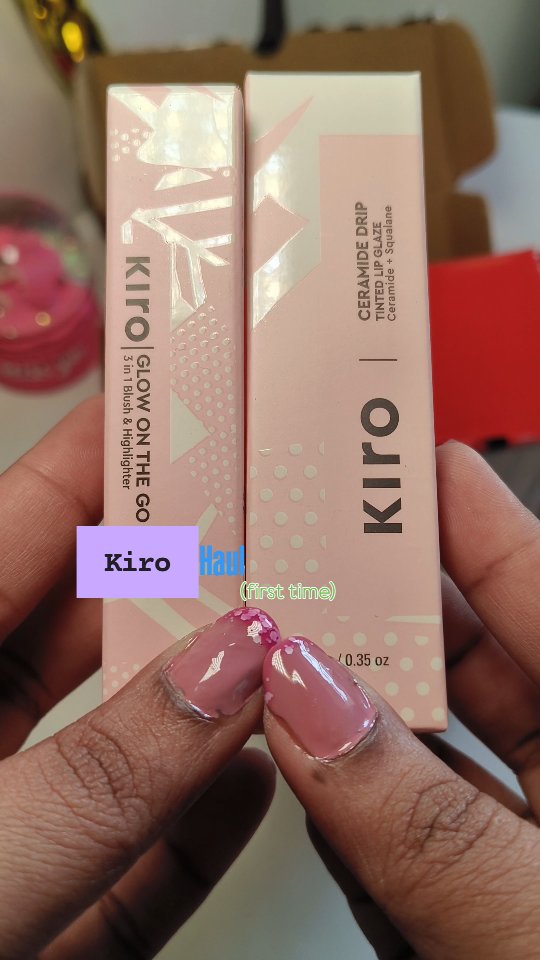 KIro
GLOW ON THE GO
3 in 1 Blush & Highlighter
CERAMIDE DRIP
TINTED LIP GLAZE
Ceramide + Squalane
KIro
/ 0.35 oz
Kiro Haul
(first time)